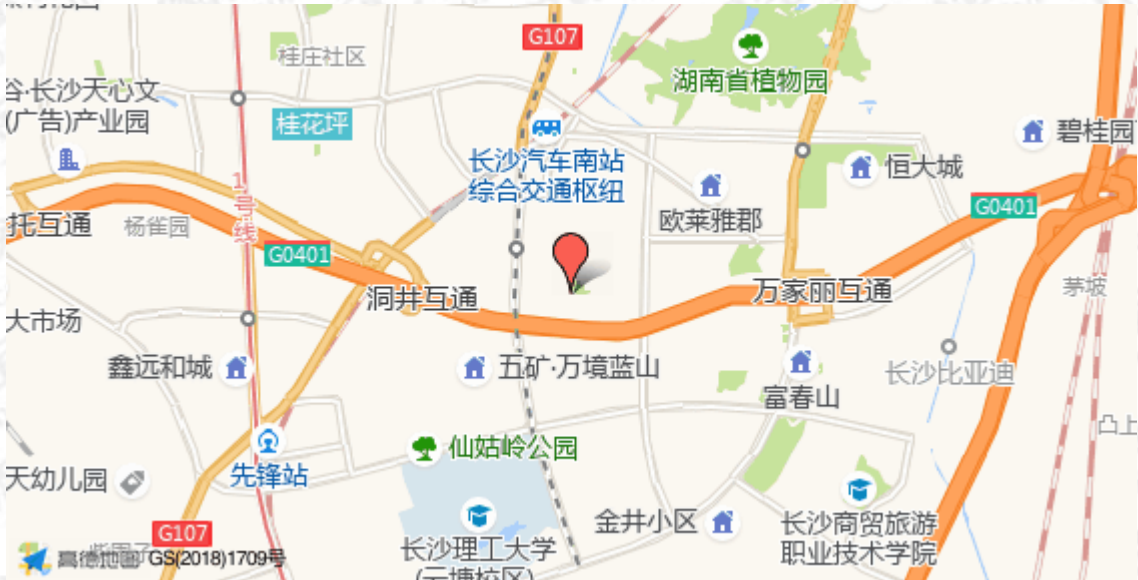 G107
桂庄社区
湖南省植物园
谷·长沙天心文
(广告)产业园
桂花坪
碧桂园
长沙汽车南站
综合交通枢纽
恒大城
1号线
欧莱雅郡
G0401
托互通
杨雀园
G0401
洞井互通
万家丽互通
茅坡
大市场
鑫远和城
五矿·万境蓝山
长沙比亚迪
富春山
凸上
仙姑岭公园
先锋站
天幼儿园
金井小区
长沙商贸旅游
职业技术学院
G107
长沙理工大学
(云塘校区)
高德地图 GS(2018)1709号